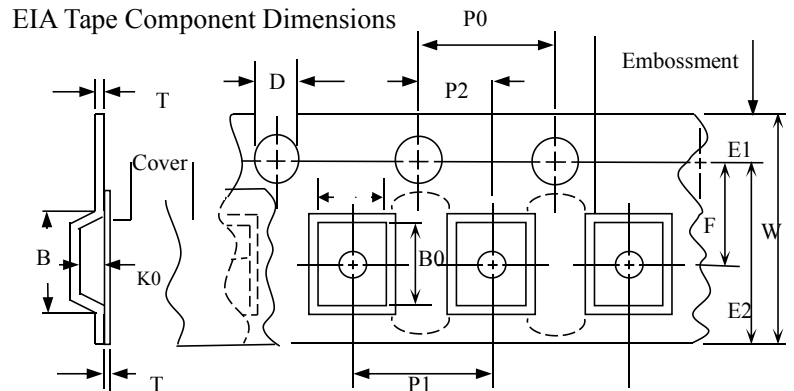 EIA Tape Component Dimensions
P0
D
P2
Embossment
T
Cover
E1
F
W
B
B0
K0
E2
P1
T